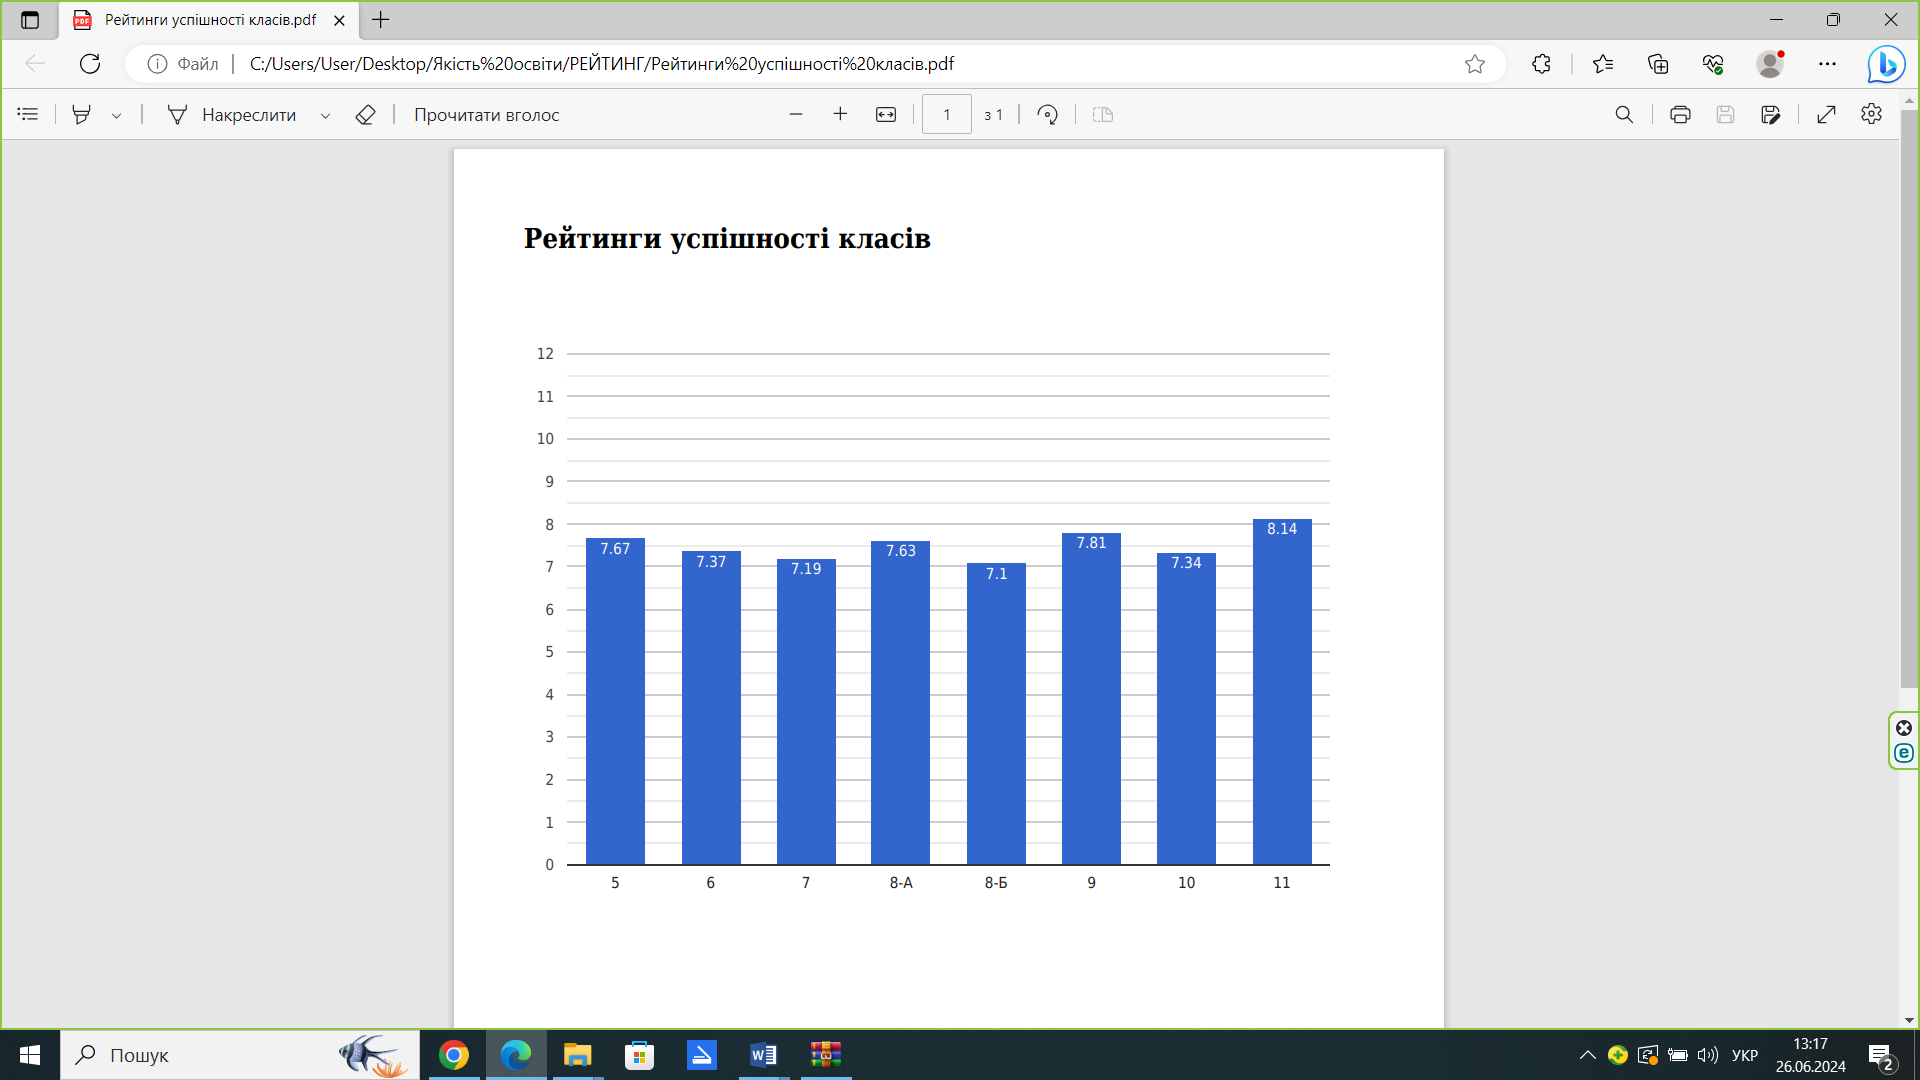 Рейтинги успішності класів.pdf
Файл
C:/Users/User/Desktop/Якість%20освіти/РЕЙТИНГ/Рейтинги%20успішності%20класів.pdf
Накреслити
Прочитати вголос
1
з 1
Рейтинги успішності класів
12
11
10
9
8
7
6
5
4
3
2
1
0
7.67
7.37
7.19
7.63
7.1
7.81
7.34
8.14
5
6
7
8-А
8-Б
9
10
11
Пошук
УКР
13:17
26.06.2024
2